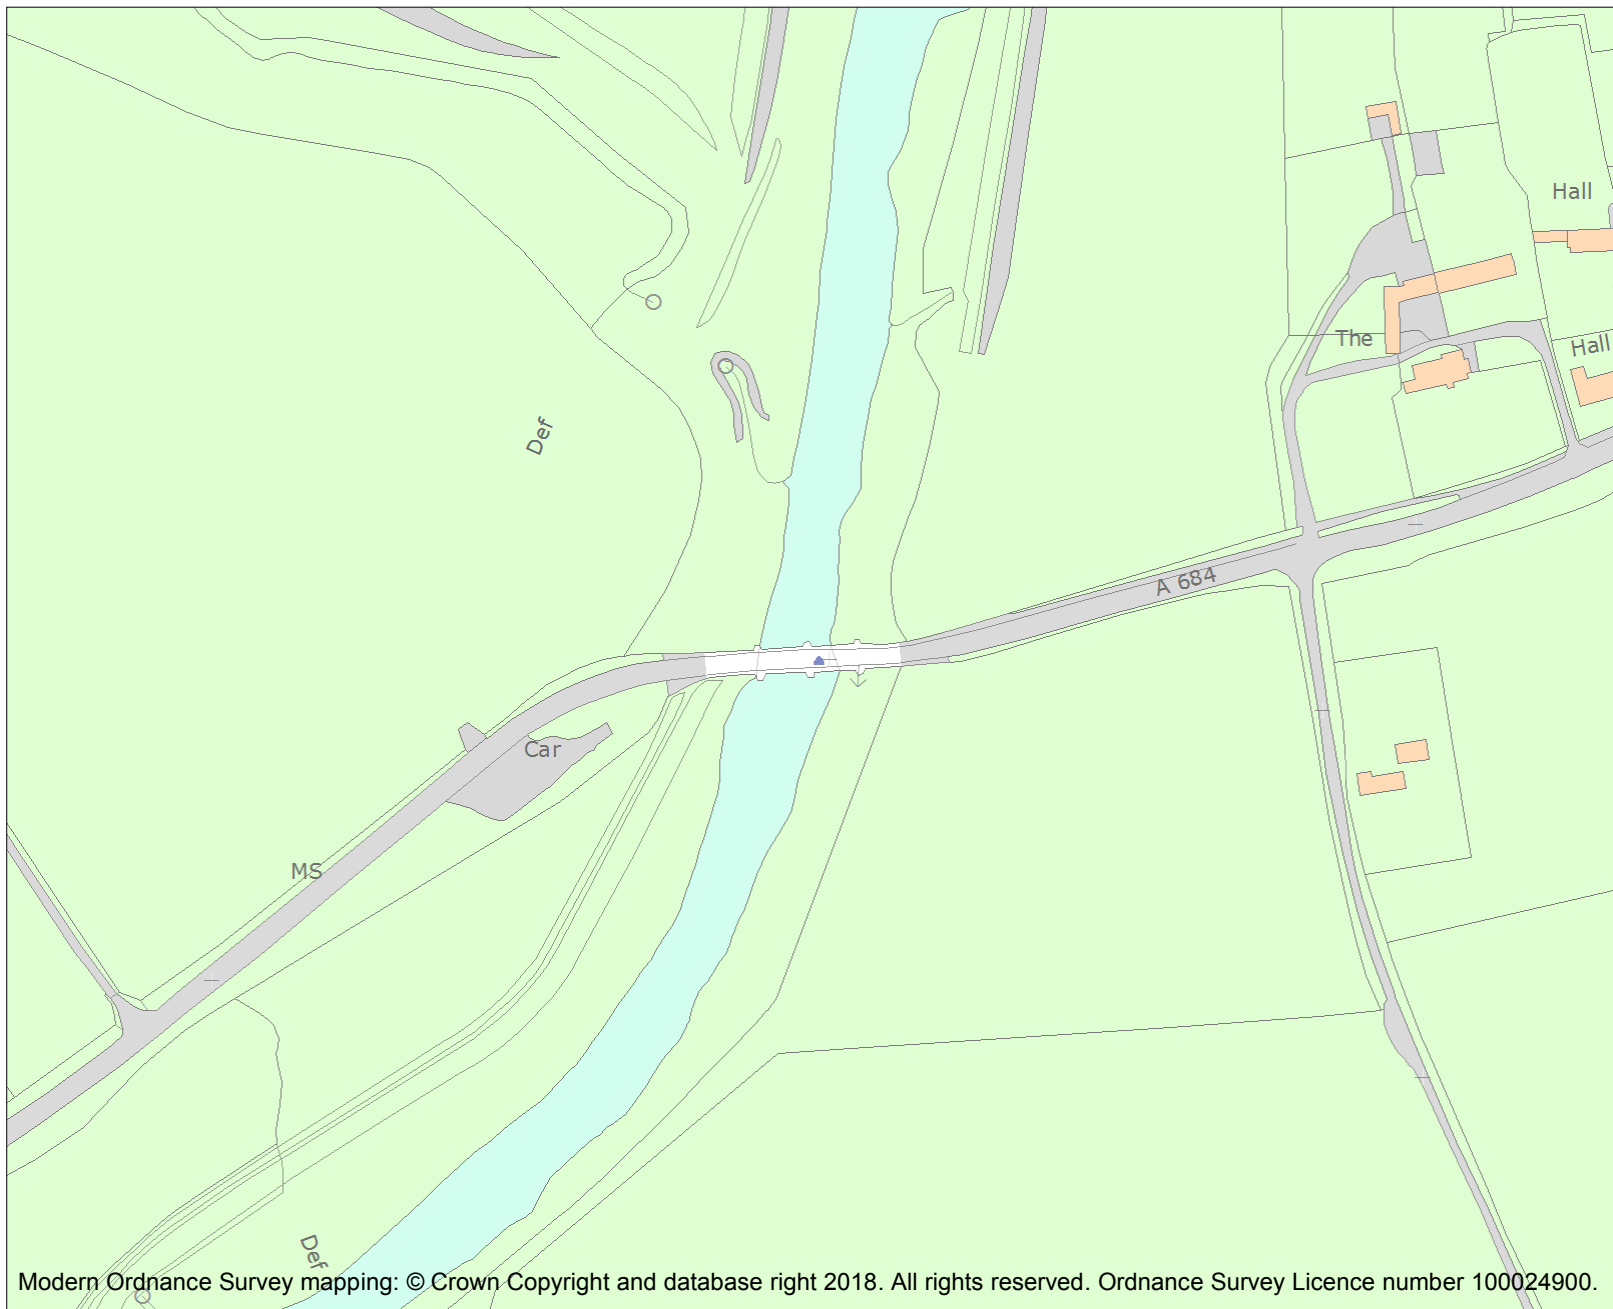 Hall
The
Hall
Def
A 684
Car
MS
Def
Modern Ordnance Survey mapping: © Crown Copyright and database right 2018. All rights reserved. Ordnance Survey Licence number 100024900.